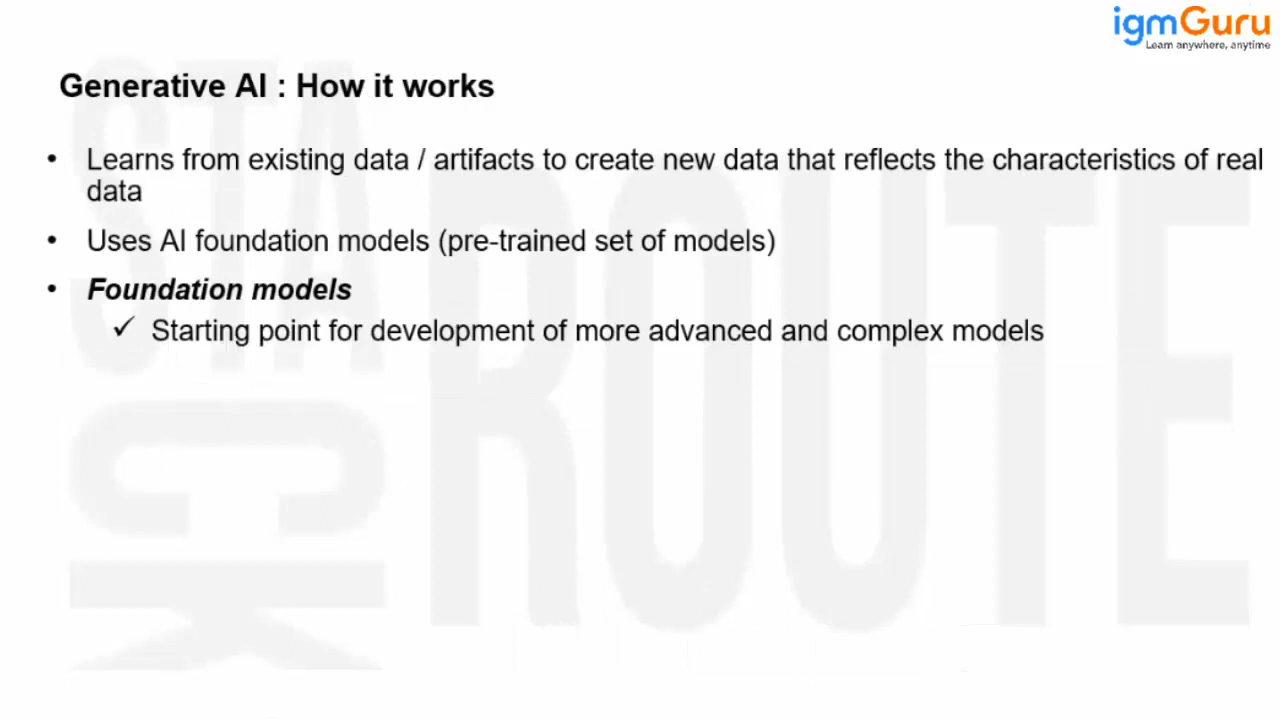 igmGuru
Learn anywhere, anytime
Generative AI : How it works
• Learns from existing data / artifacts to create new data that reflects the characteristics of real
data
• Uses AI foundation models (pre-trained set of models)
• Foundation models
✓ Starting point for development of more advanced and complex models
STACK
ROUTE